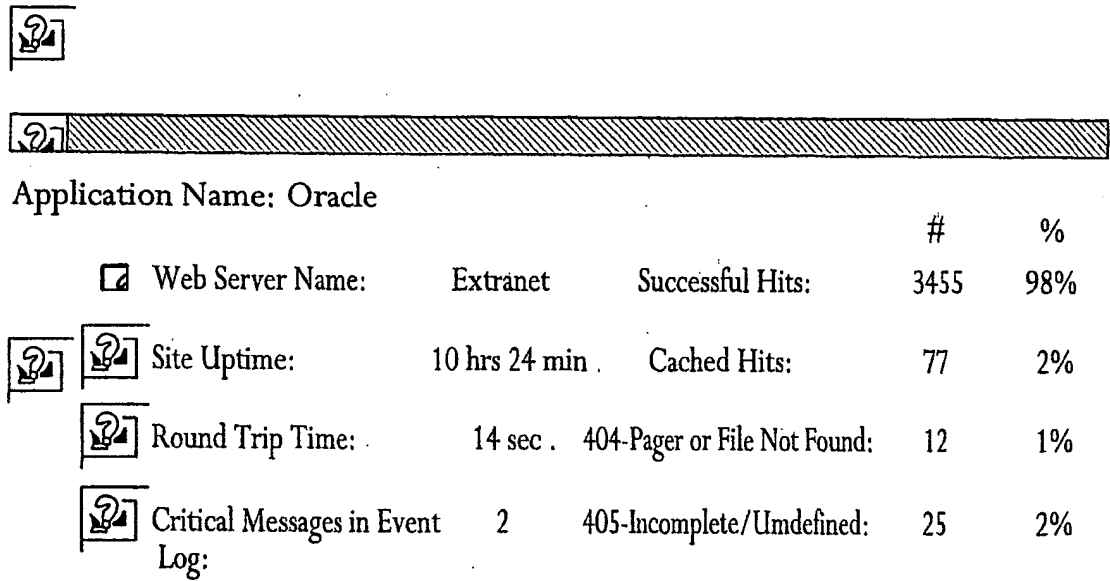 Application Name: Oracle
# %
Web Server Name: Extranet Successful Hits: 3455 98%
Site Uptime: 10 hrs 24 min . Cached Hits: 77 2%
Round Trip Time: . 14 sec . 404-Pager or File Not Found: 12 1%
Critical Messages in Event 2 405-Incomplete/Umdefined: 25 2%
Log: